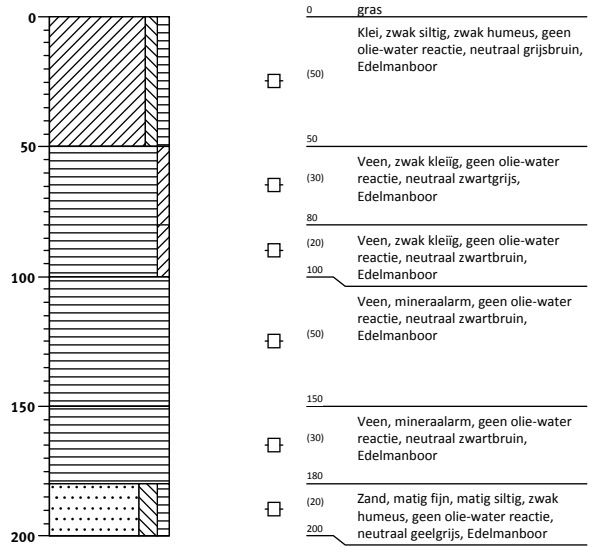 0
50
100
150
200
0
gras
Klei, zwak siltig, zwak humeus, geen
olie-water reactie, neutraal grijsbruin,
Edelmanboor
(50)
50
Veen, zwak kleiïg, geen olie-water
reactie, neutraal zwartgrijs,
Edelmanboor
(30)
80
Veen, zwak kleiïg, geen olie-water
reactie, neutraal zwartbruin,
Edelmanboor
(20)
100
Veen, mineraalarm, geen olie-water
reactie, neutraal zwartbruin,
Edelmanboor
(50)
150
Veen, mineraalarm, geen olie-water
reactie, neutraal zwartbruin,
Edelmanboor
(30)
180
Zand, matig fijn, matig siltig, zwak
humeus, geen olie-water reactie,
neutraal geelgrijs, Edelmanboor
(20)
200